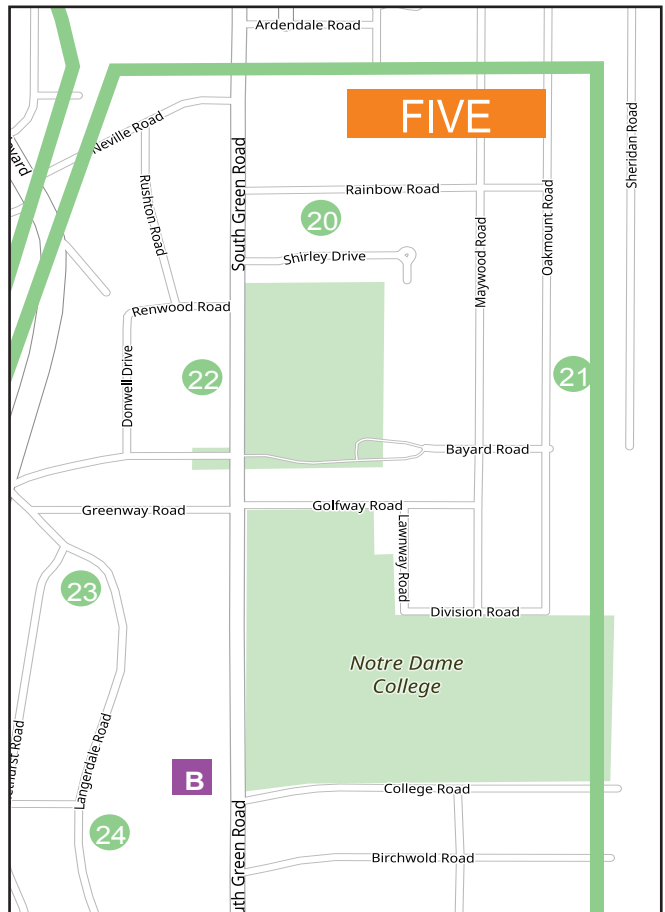 Ardendale Road
FIVE
Neville Road
Sheridan Road
South Green Road
Rainbow Road
Rushton Road
Oakmount Road
20
Maywood Road
Shirley Drive
Renwood Road
Donwell Drive
22
21
Bayard Road
Greenway Road
Golfway Road
Lawnway Road
23
Division Road
Notre Dame
College
Langerdale Road
B
College Road
24
Birchwold Road